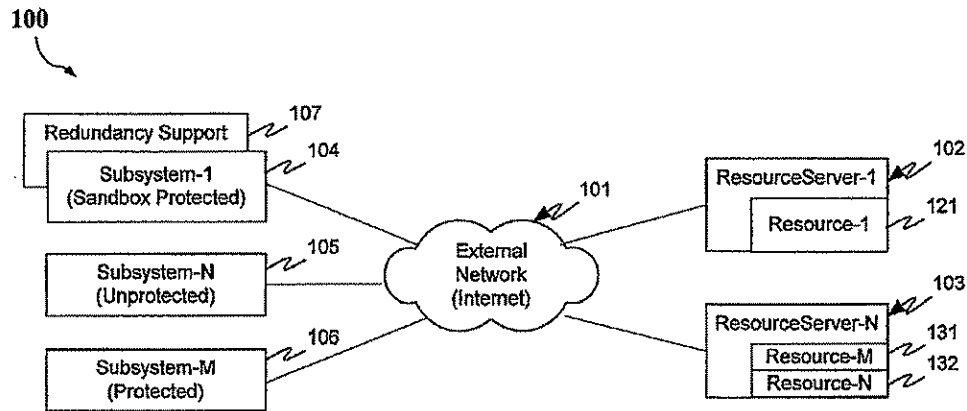 100
Redundancy Support
107
Subsystem-1
(Sandbox Protected)
104
Subsystem-N
(Unprotected)
105
Subsystem-M
(Protected)
106
External
Network
(Internet)
101
ResourceServer-1
102
Resource-1
121
ResourceServer-N
103
Resource-M
131
Resource-N
132